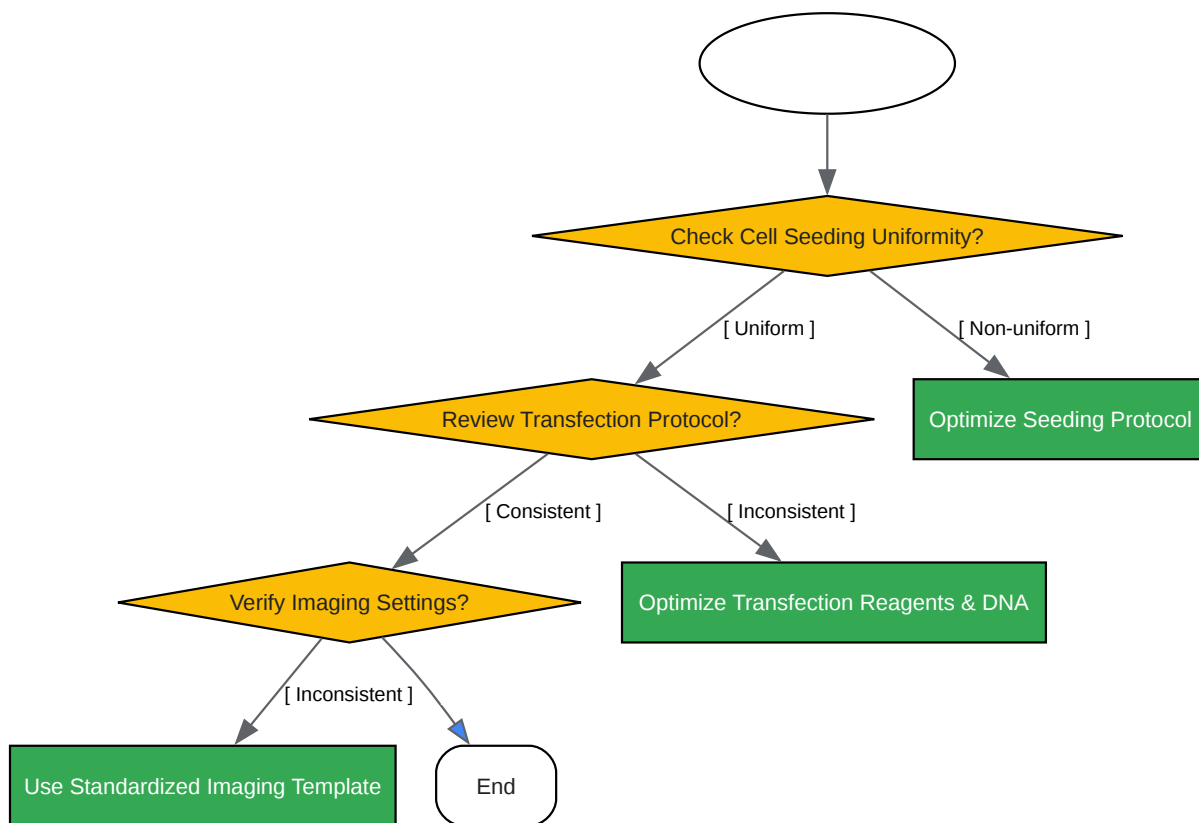 Check Cell Seeding Uniformity?
[ Uniform ]
[ Non-uniform ]
Review Transfection Protocol?
Optimize Seeding Protocol
[ Consistent ]
[ Inconsistent ]
Verify Imaging Settings?
Optimize Transfection Reagents & DNA
[ Inconsistent ]
Use Standardized Imaging Template
End